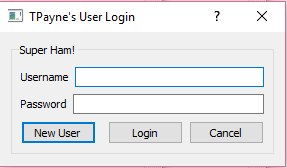 TPayne's User Login ?
Super Ham!
Username
Password
New User Login Cancel